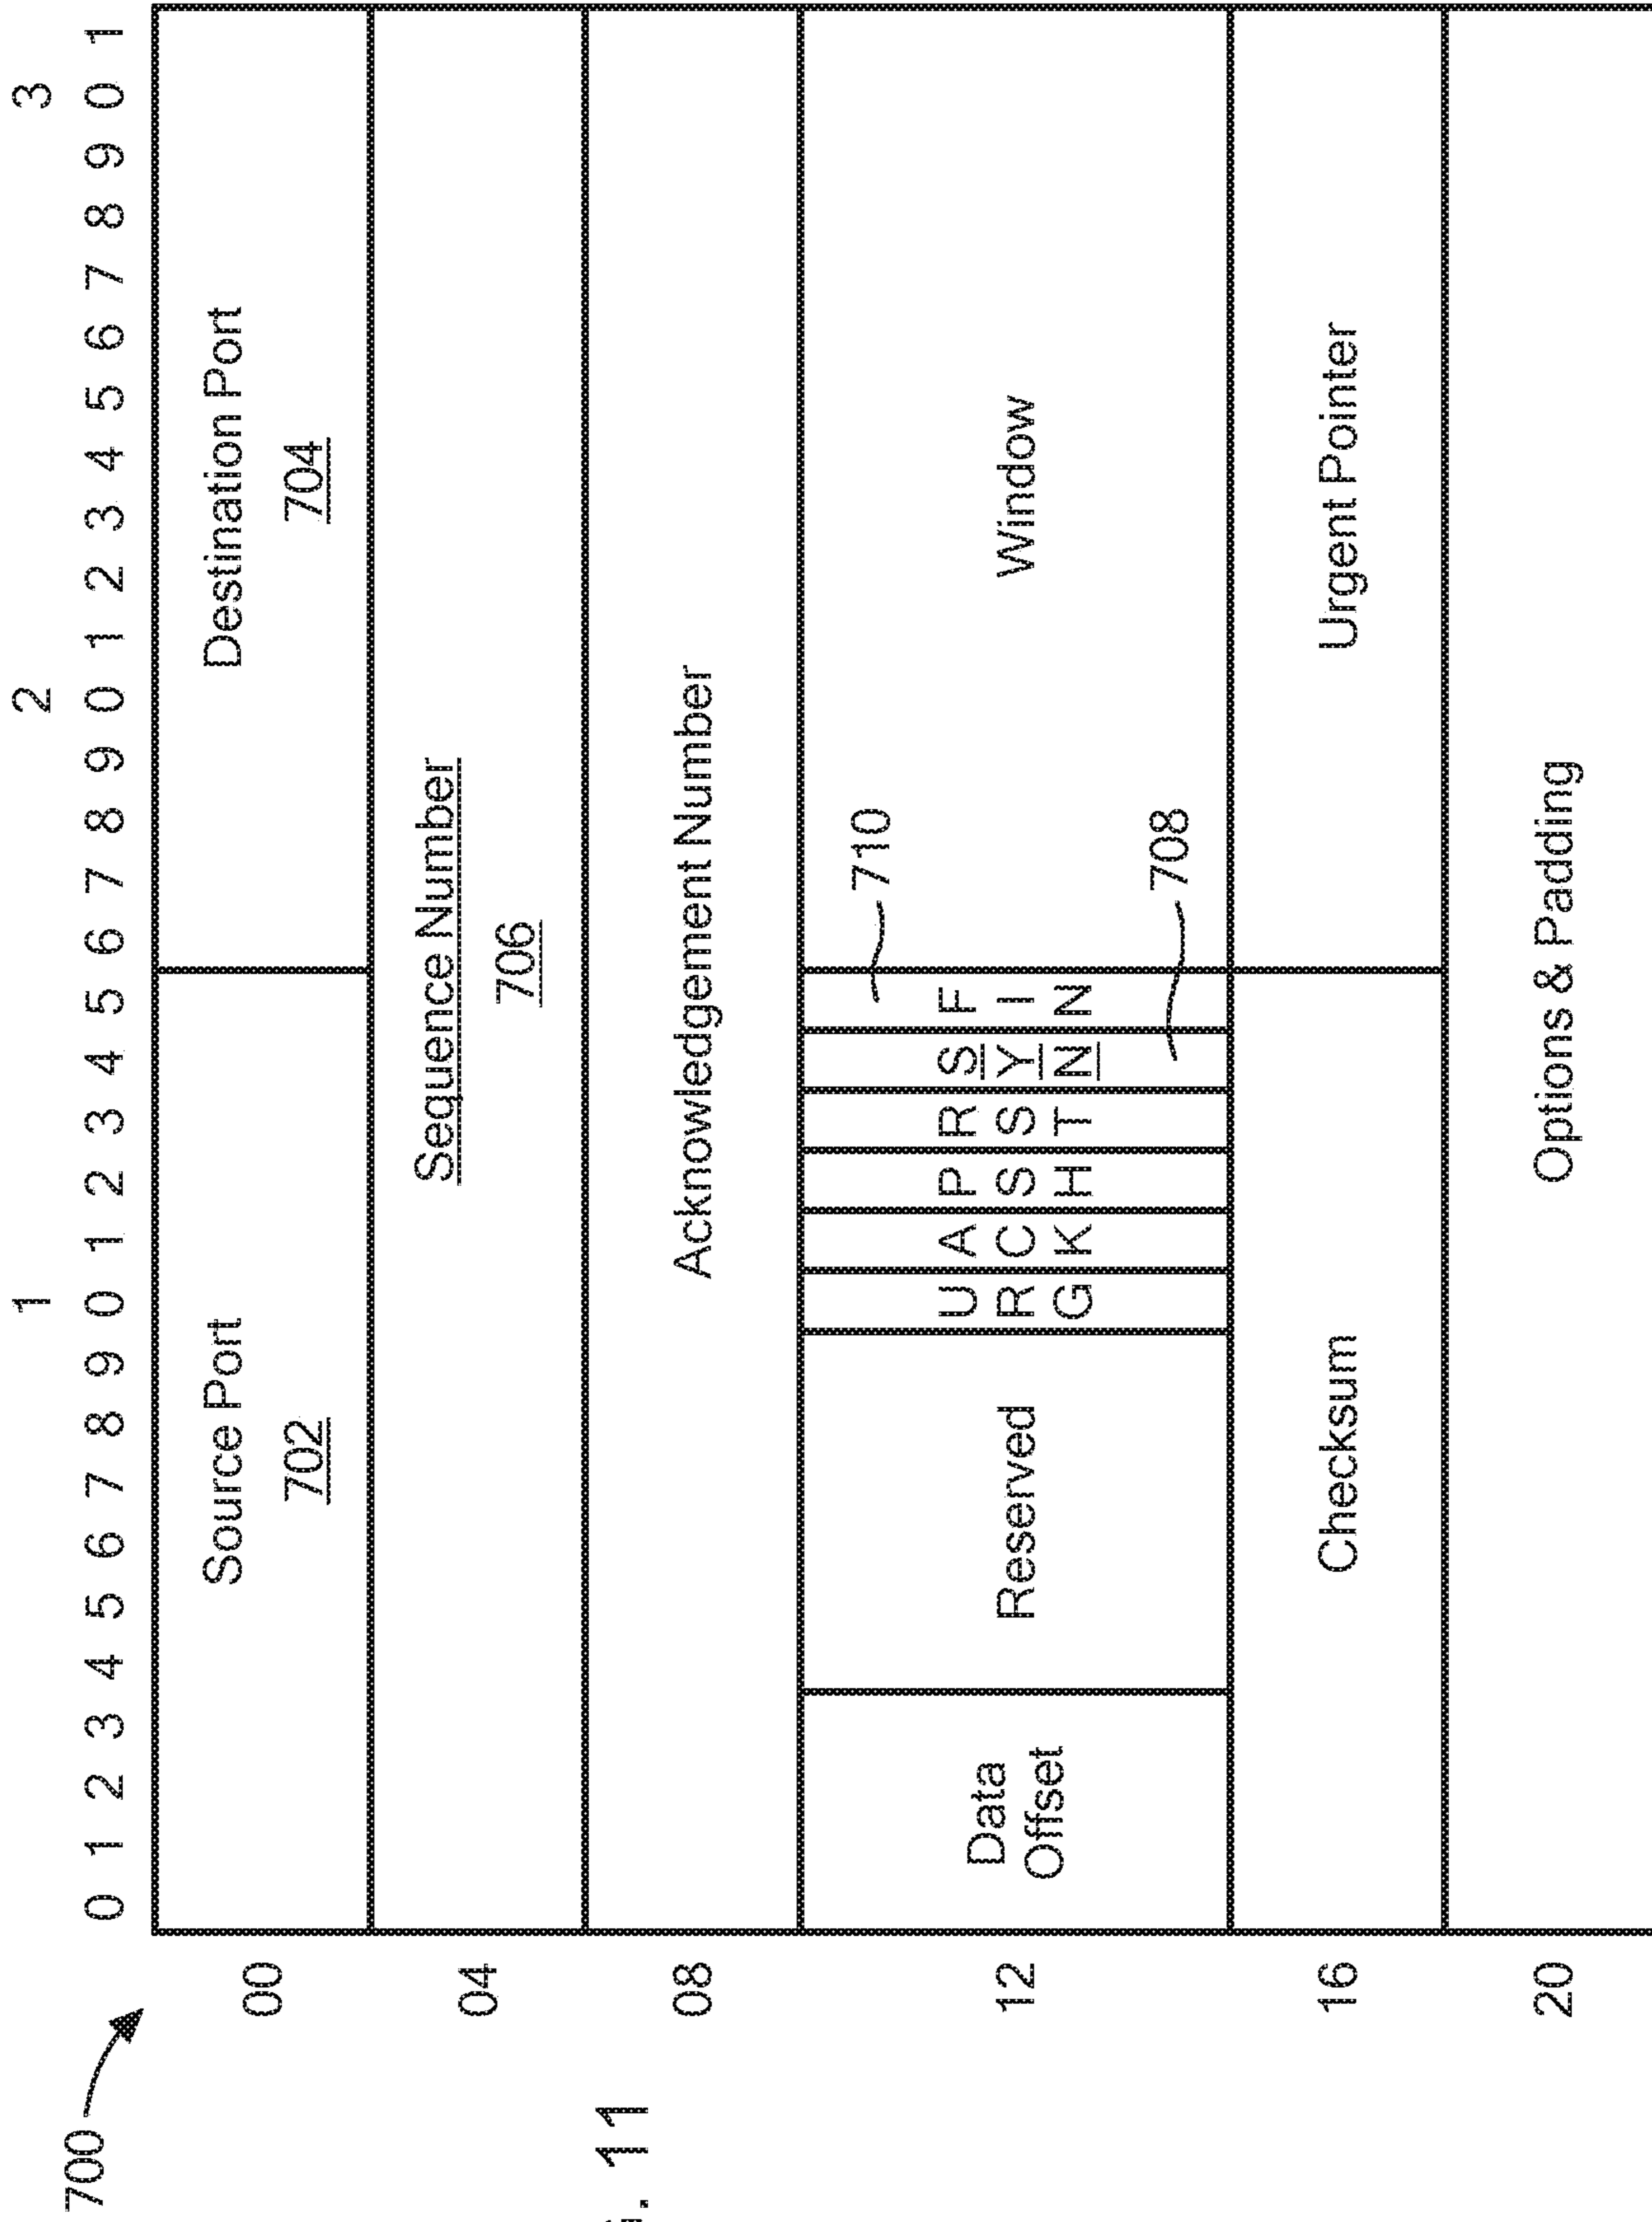 700
1 2 3
0 1 2 3 4 5 6 7 8 9 0 1 2 3 4 5 6 7 8 9 0 1 2 3 4 5 6 7 8 9 0 1
00
Source Port
702
Destination Port
704
04
Sequence Number
706
08
Acknowledgement Number
12
Data
Offset
Reserved
URG
ACK
PSH
RST
SYN
FIN
710
708
Window
16
Checksum
Urgent Pointer
20
Options & Padding
. 11